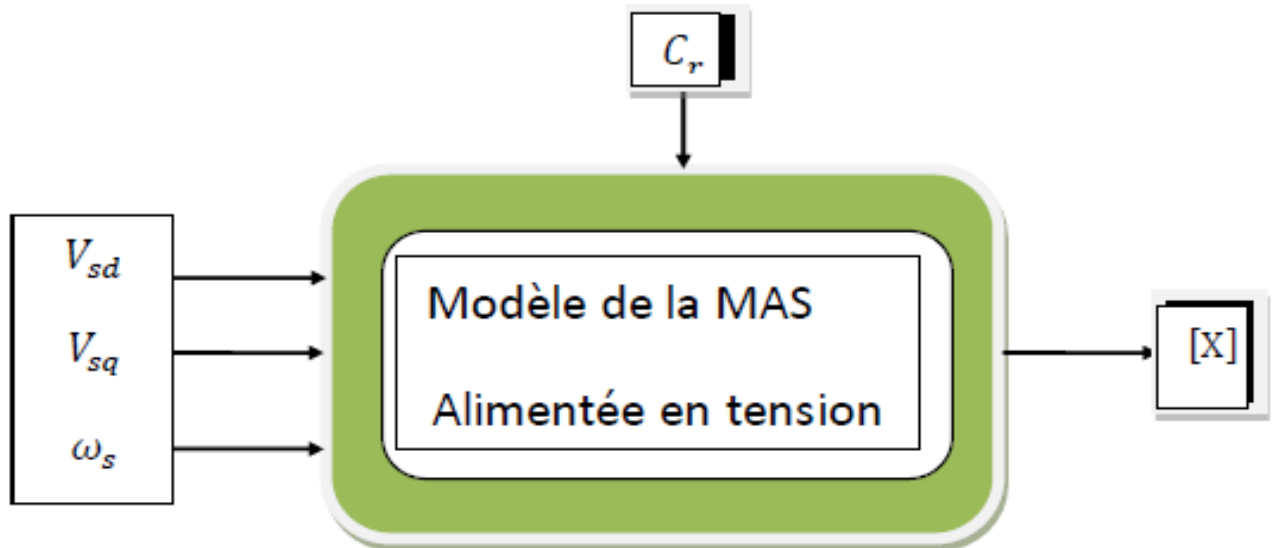 C_r
V_sd
V_sq
ω_s
Modèle de la MAS
Alimentée en tension
[X]